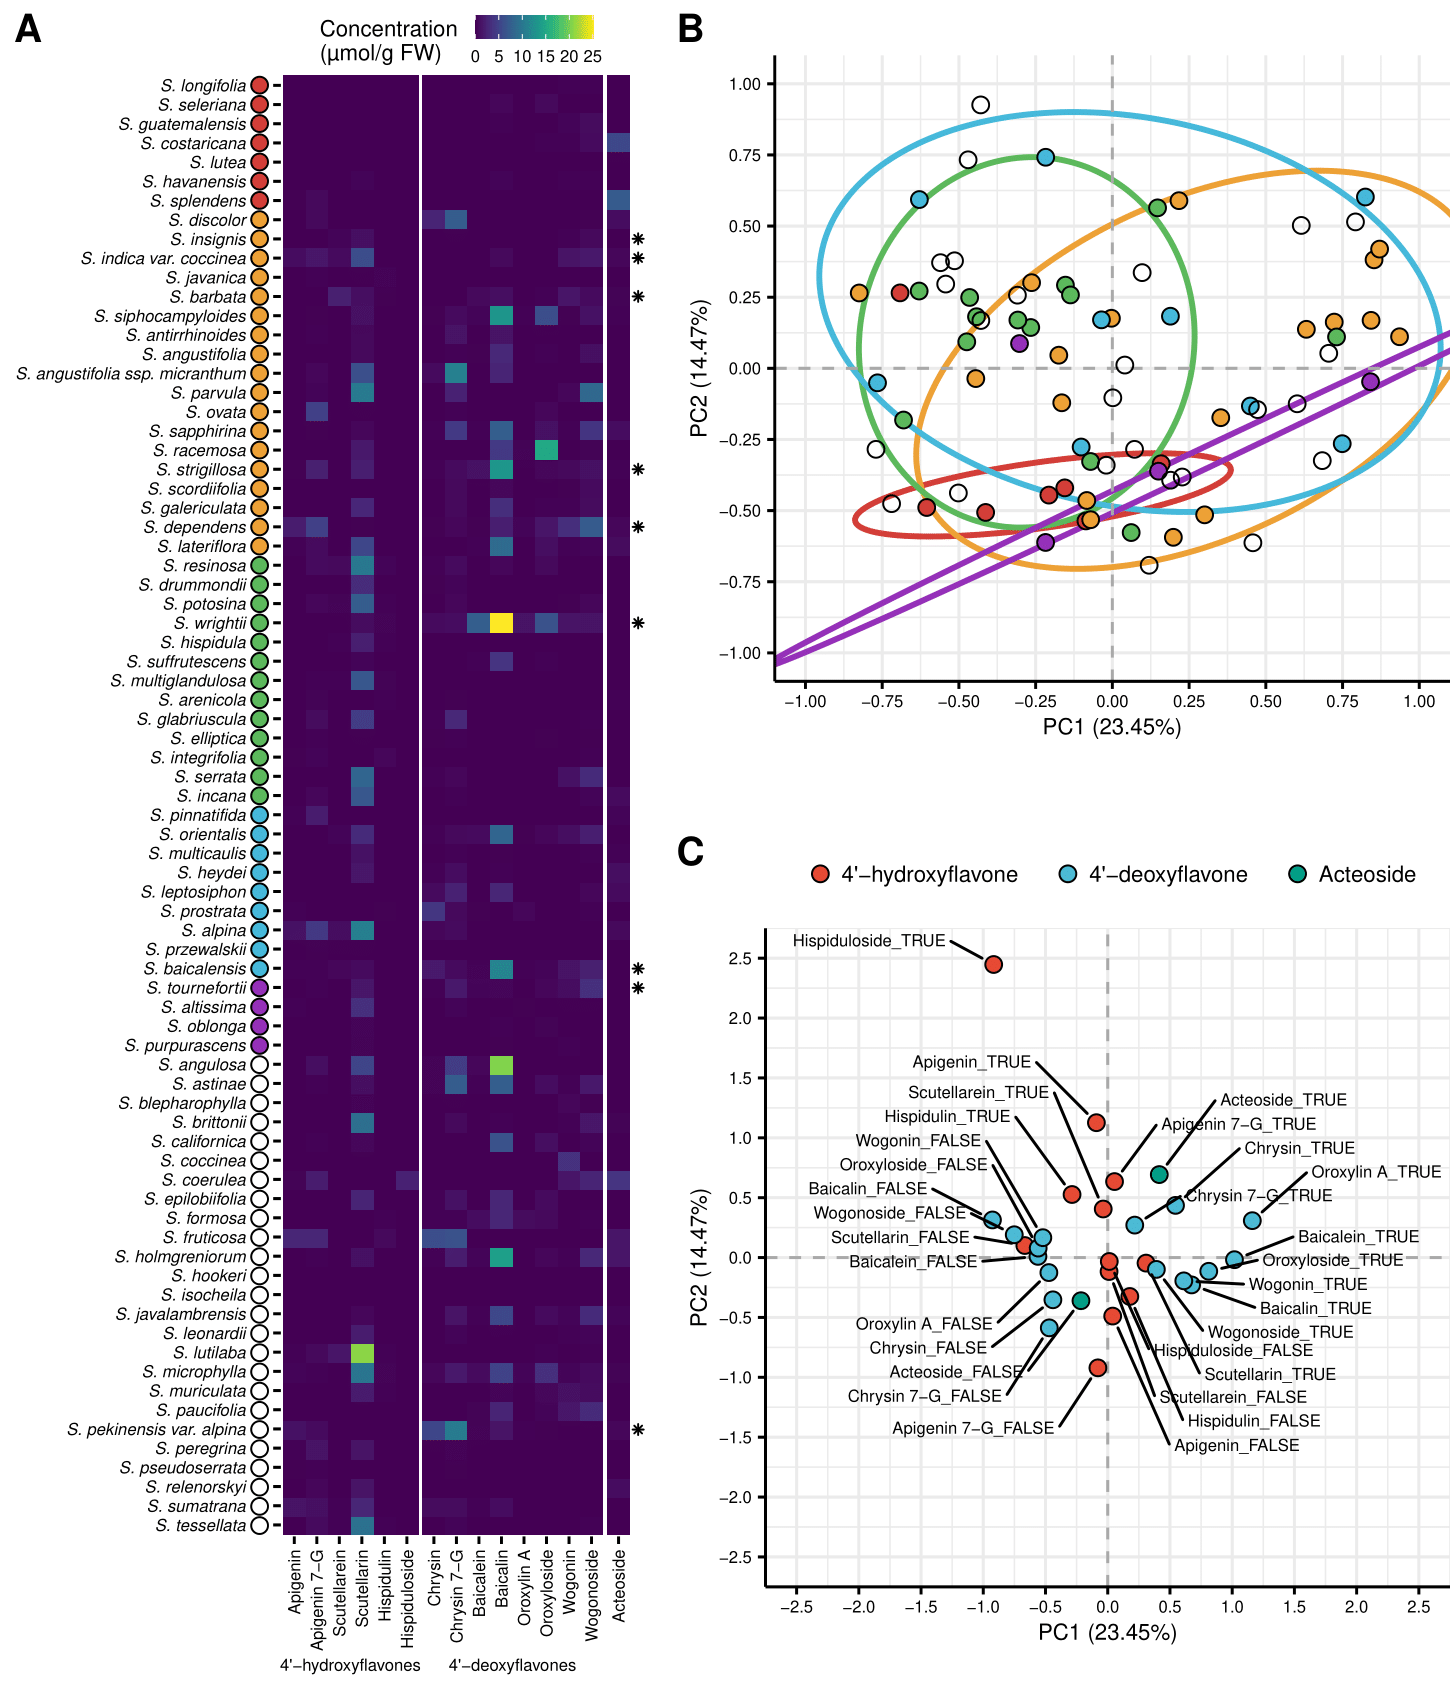 A
Concentration
(μmol/g FW)
0 5 10 15 20 25
S. longifolia
S. seleriana
S. guatemalensis
S. costaricana
S. lutea
S. havanensis
S. splendens
S. discolor
S. insignis *
S. indica var. coccinea *
S. javanica
S. barbata *
S. siphocampyloides
S. antirrhinoides
S. angustifolia
S. angustifolia ssp. micranthum
S. parvula
S. ovata
S. sapphirina
S. racemosa
S. strigillosa *
S. scordiifolia
S. galericulata
S. dependens *
S. lateriflora
S. resinosa
S. drummondii
S. potosina
S. wrightii *
S. hispidula
S. suffrutescens
S. multiglandulosa
S. arenicola
S. glabriuscula
S. elliptica
S. integrifolia
S. serrata
S. incana
S. pinnatifida
S. orientalis
S. multicaulis
S. heydei
S. leptosiphon
S. prostrata
S. alpina
S. przewalskii
S. baicalensis *
S. tournefortii *
S. altissima
S. oblonga
S. purpurascens
S. angulosa
S. astinae
S. blepharophylla
S. brittonii
S. californica
S. coccinea
S. coerulea
S. epilobiifolia
S. formosa
S. fruticosa
S. holmgreniorum
S. hookeri
S. isocheila
S. javalambrensis
S. leonardii
S. lutilaba
S. microphylla
S. muriculata
S. paucifolia
S. pekinensis var. alpina *
S. peregrina
S. pseudoserrata
S. relenorskyi
S. sumatrana
S. tessellata
Apigenin
Apigenin 7−G
Scutellarein
Scutellarin
Hispidulin
Hispiduloside
Chrysin
Chrysin 7−G
Baicalein
Baicalin
Oroxylin A
Oroxyloside
Wogonin
Wogonoside
Acteoside
4'−hydroxyflavones
4'−deoxyflavones
B
PC2 (14.47%)
1.00
0.75
0.50
0.25
0.00
−0.25
−0.50
−0.75
−1.00
−1.00 −0.75 −0.50 −0.25 0.00 0.25 0.50 0.75 1.00
PC1 (23.45%)
C
4'−hydroxyflavone
4'−deoxyflavone
Acteoside
PC2 (14.47%)
2.5
2.0
1.5
1.0
0.5
0.0
−0.5
−1.0
−1.5
−2.0
−2.5
Hispiduloside_TRUE
Apigenin_TRUE
Scutellarein_TRUE
Hispidulin_TRUE
Wogonin_FALSE
Oroxyloside_FALSE
Baicalin_FALSE
Wogonoside_FALSE
Scutellarin_FALSE
Baicalein_FALSE
Oroxylin A_FALSE
Chrysin_FALSE
Acteoside_FALSE
Chrysin 7−G_FALSE
Apigenin 7−G_FALSE
Acteoside_TRUE
Apigenin 7−G_TRUE
Chrysin_TRUE
Oroxylin A_TRUE
Chrysin 7−G_TRUE
Baicalein_TRUE
Oroxyloside_TRUE
Wogonin_TRUE
Baicalin_TRUE
Wogonoside_TRUE
Hispiduloside_FALSE
Scutellarin_TRUE
Scutellarein_FALSE
Hispidulin_FALSE
Apigenin_FALSE
−2.5 −2.0 −1.5 −1.0 −0.5 0.0 0.5 1.0 1.5 2.0 2.5
PC1 (23.45%)